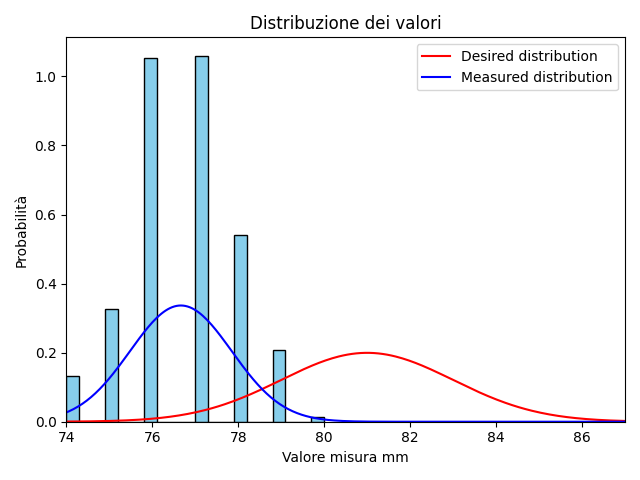 Distribuzione dei valori
Desired distribution
Measured distribution
Probabilità
1.0
0.8
0.6
0.4
0.2
0.0
74 76 78 80 82 84 86
Valore misura mm